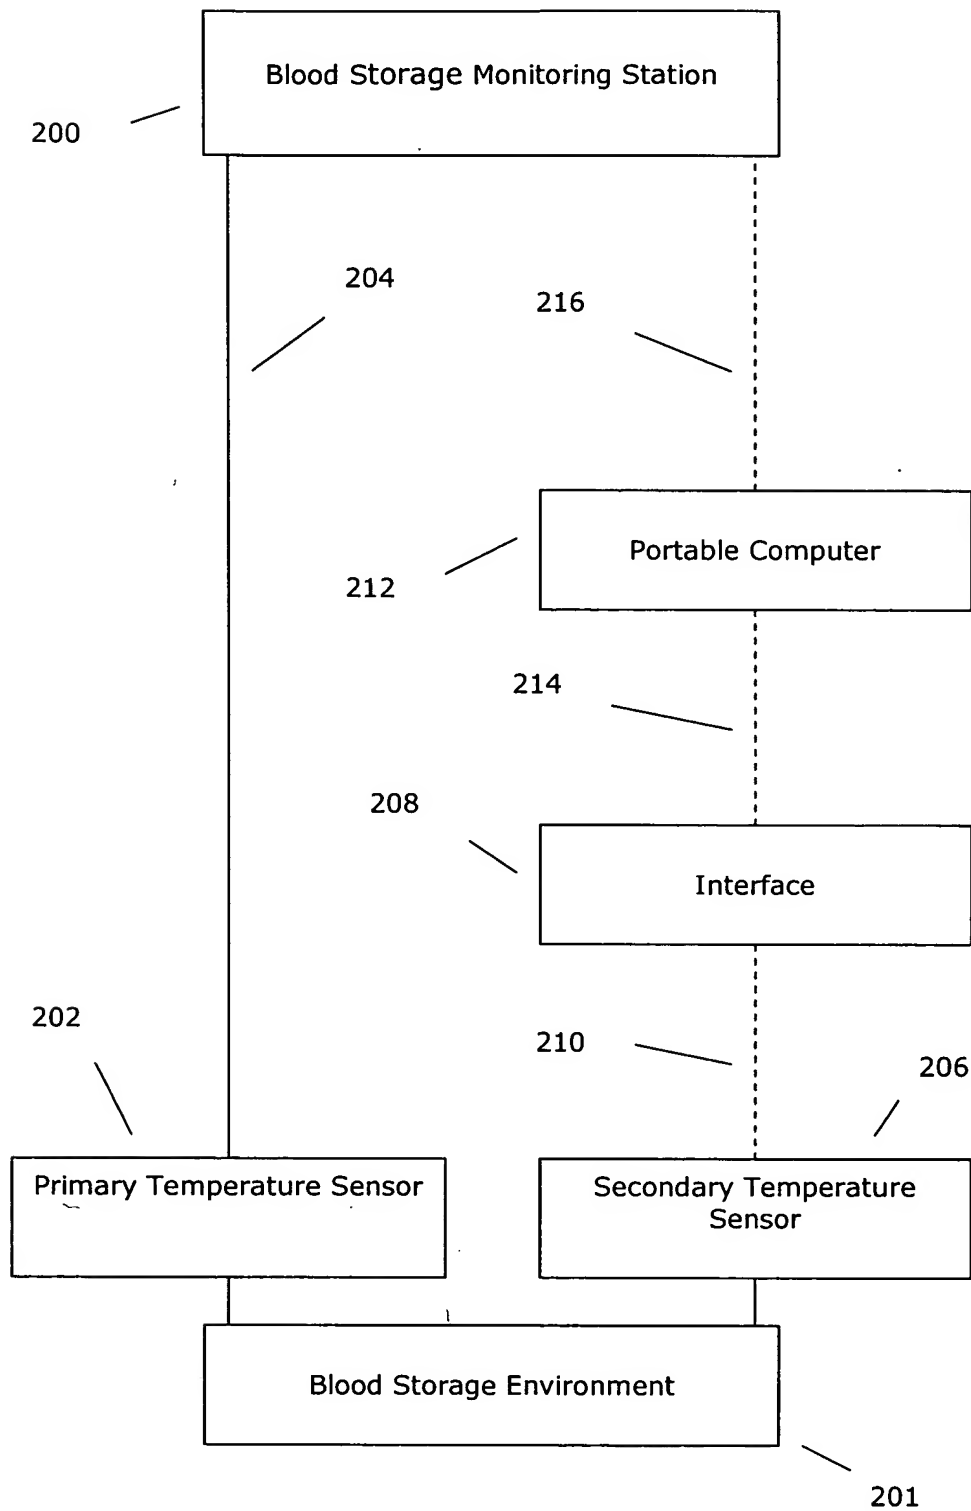 Blood Storage Monitoring Station
200
204
216
Portable Computer
212
214
208
Interface
202
210
206
Primary Temperature Sensor
Secondary Temperature
Sensor
Blood Storage Environment
201